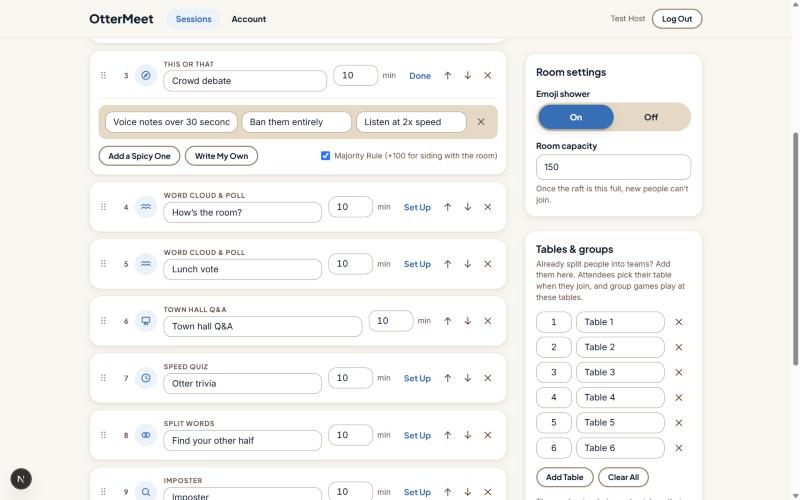 OtterMeet
Sessions
Account
Test Host
Log Out
3
THIS OR THAT
Crowd debate
10
min
Done
Voice notes over 30 second
Ban them entirely
Listen at 2x speed
Add a Spicy One
Write My Own
Majority Rule (+100 for siding with the room)
4
WORD CLOUD & POLL
How's the room?
10
min
Set Up
5
WORD CLOUD & POLL
Lunch vote
10
min
Set Up
6
TOWN HALL Q&A
Town hall Q&A
10
min
7
SPEED QUIZ
Otter trivia
10
min
Set Up
8
SPLIT WORDS
Find your other half
10
min
Set Up
9
IMPOSTER
Imposter
10
min
Set Up
Room settings
Emoji shower
On
Off
Room capacity
150
Once the raft is this full, new people can't
join.
Tables & groups
Already split people into teams? Add
them here. Attendees pick their table
when they join, and group games play at
these tables.
1
Table 1
2
Table 2
3
Table 3
4
Table 4
5
Table 5
6
Table 6
Add Table
Clear All
N